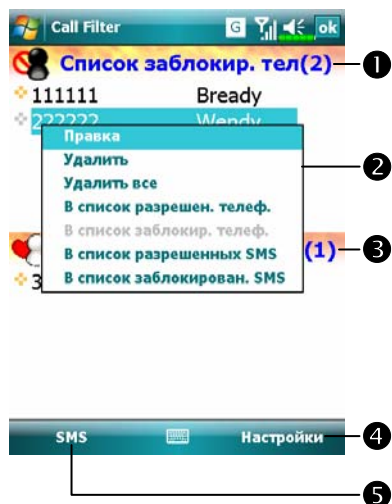 Call Filter G ok
Список заблокир. тел(2) 1
111111 Bready
222222 Wendy
Правка
Удалить
Удалить все 2
В список разрешен. телеф.
В список заблокир. телеф.
В список разрешенных SMS (1) 3
3 В список заблокирован. SMS
SMS Настройки 4
5